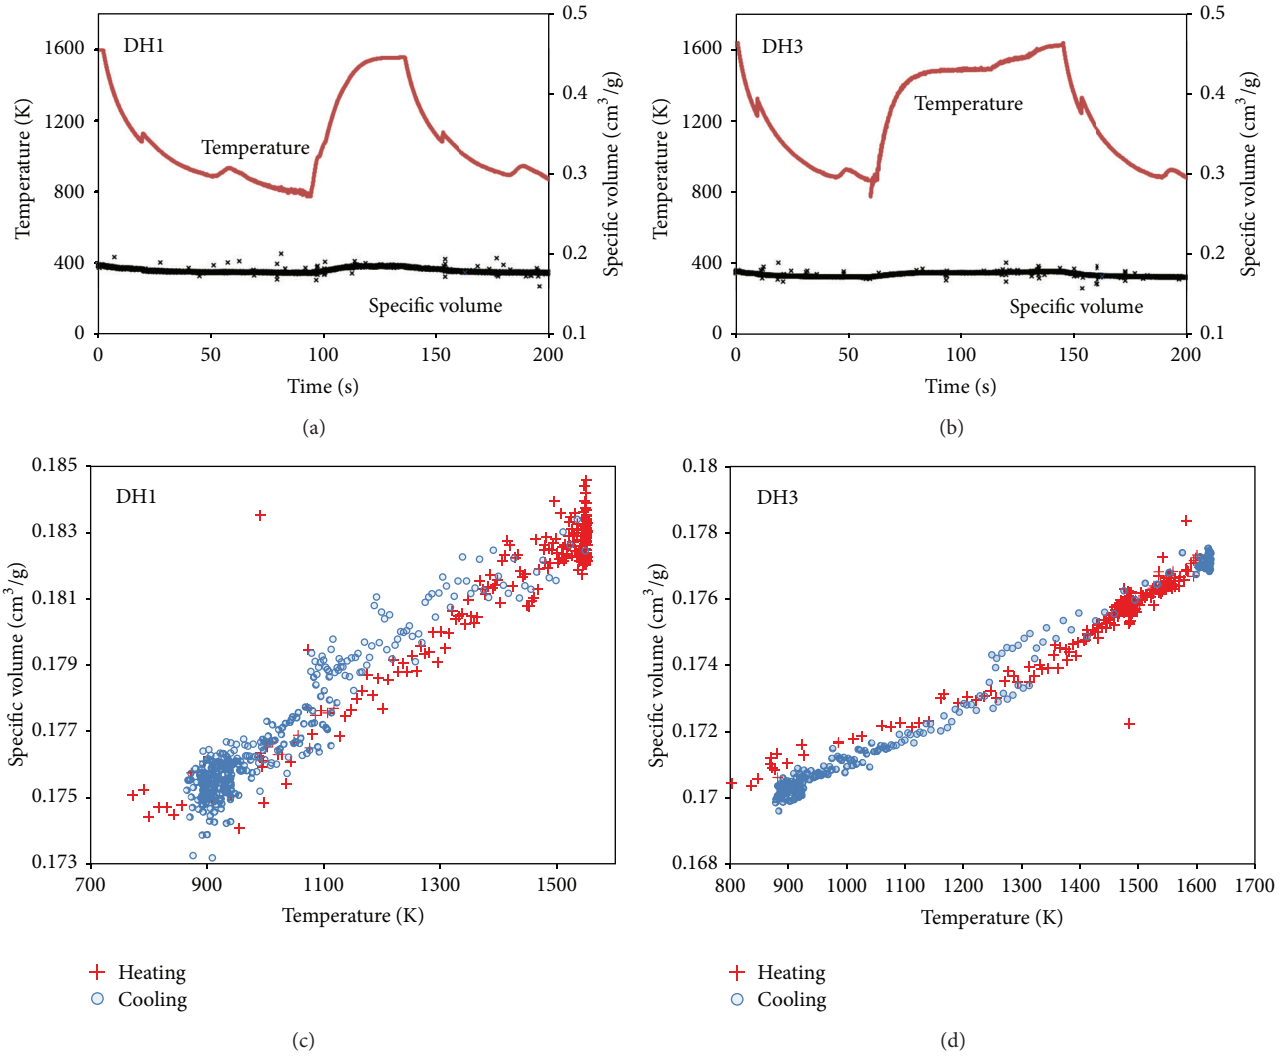 DH1
Temperature
Specific volume
1600
1200
800
400
0
0.5
0.4
0.3
0.2
0.1
0 50 100 150 200
Temperature (K)
Specific volume (cm³/g)
Time (s)
(a)
DH3
Temperature
Specific volume
1600
1200
800
400
0
0.5
0.4
0.3
0.2
0.1
0 50 100 150 200
Temperature (K)
Specific volume (cm³/g)
Time (s)
(b)
DH1
0.185
0.183
0.181
0.179
0.177
0.175
0.173
700 900 1100 1300 1500
Specific volume (cm³/g)
Temperature (K)
Heating
Cooling
(c)
DH3
0.18
0.178
0.176
0.174
0.172
0.17
0.168
800 900 1000 1100 1200 1300 1400 1500 1600 1700
Specific volume (cm³/g)
Temperature (K)
Heating
Cooling
(d)